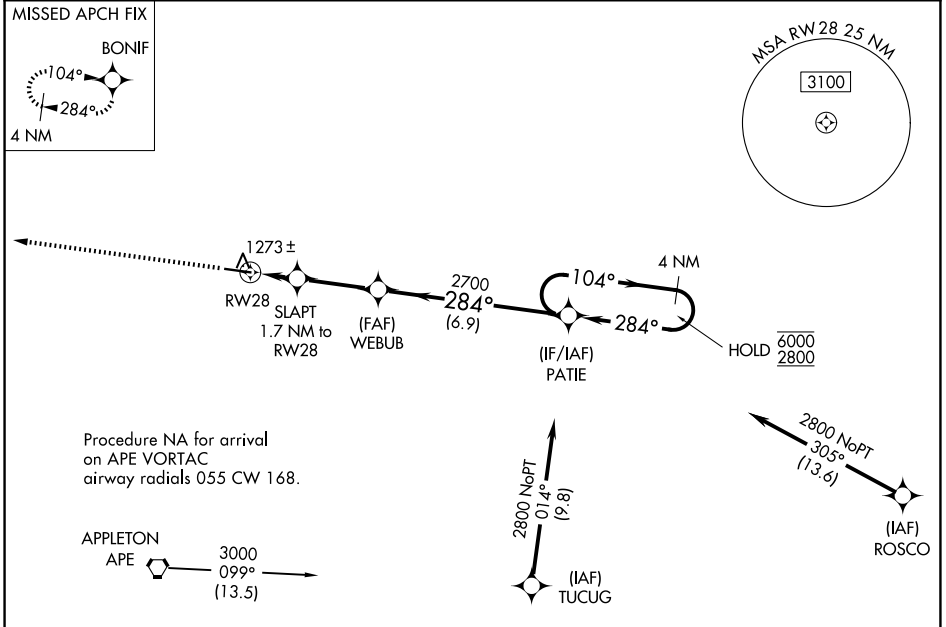 MISSED APCH FIX
BONIF
104°
284°
4 NM
MSA RW 28 25 NM
3100
1273 ±
RW28
SLAPT
1.7 NM to
RW28
(FAF)
WEBUB
2700
284°
(6.9)
104°
4 NM
284°
(IF/IAF)
PATIE
HOLD 6000
2800
Procedure NA for arrival
on APE VORTAC
airway radials 055 CW 168.
2800 NoPT
305°
(13.6)
(IAF)
ROSCO
2800 NoPT
014°
(9.8)
(IAF)
TUCUG
APPLETON
APE
3000
099°
(13.5)